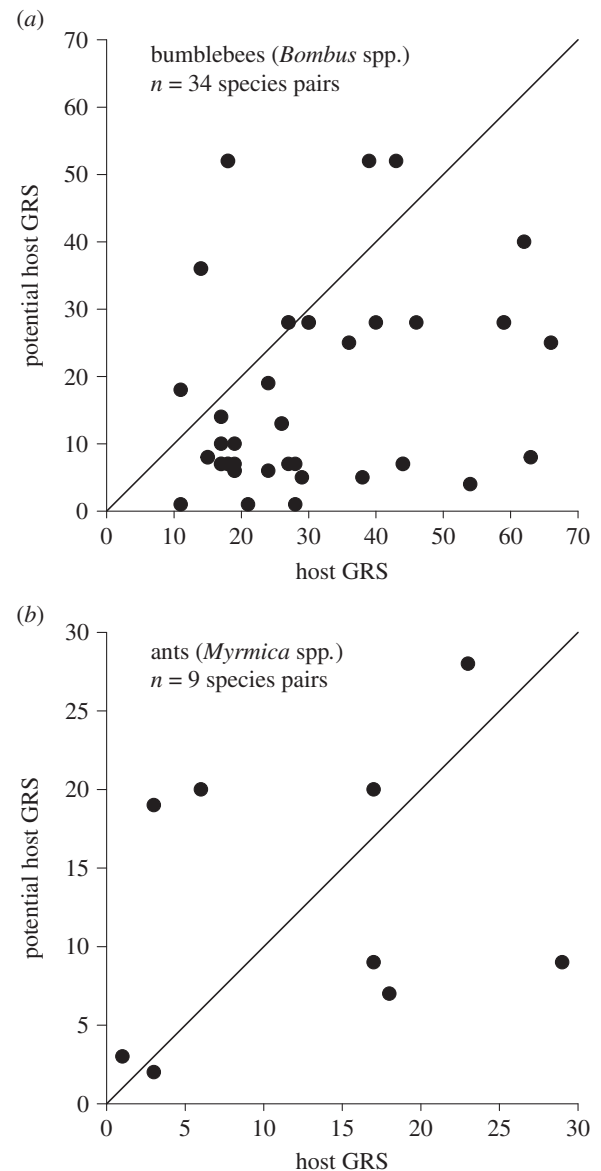 (a)
70
bumblebees (Bombus spp.)
n = 34 species pairs
60
50
40
30
20
10
0
potential host GRS
0 10 20 30 40 50 60 70
host GRS
(b)
30
ants (Myrmica spp.)
n = 9 species pairs
25
20
15
10
5
0
potential host GRS
0 5 10 15 20 25 30
host GRS